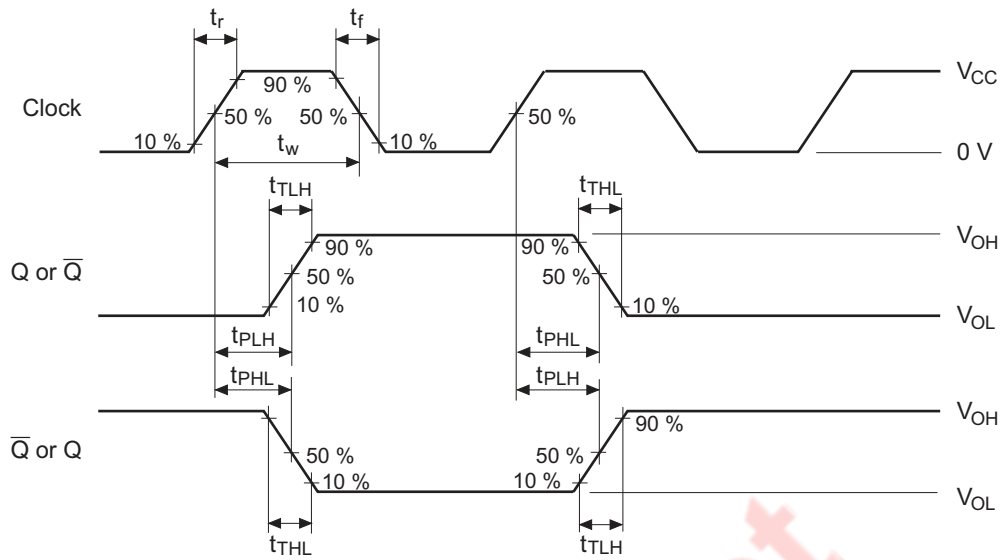 tr tf
Clock
90 %
50 % 50 % 50 %
10 % 10 %
tw
VCC
0 V
tTLH tTHL
Q or Q̅
90 % 90 %
50 % 50 %
10 % 10 %
VOH
VOL
tPLH tPHL
tPHL tPLH
Q̅ or Q
90 %
50 % 50 %
10 % 10 %
VOH
VOL
tTHL tTLH